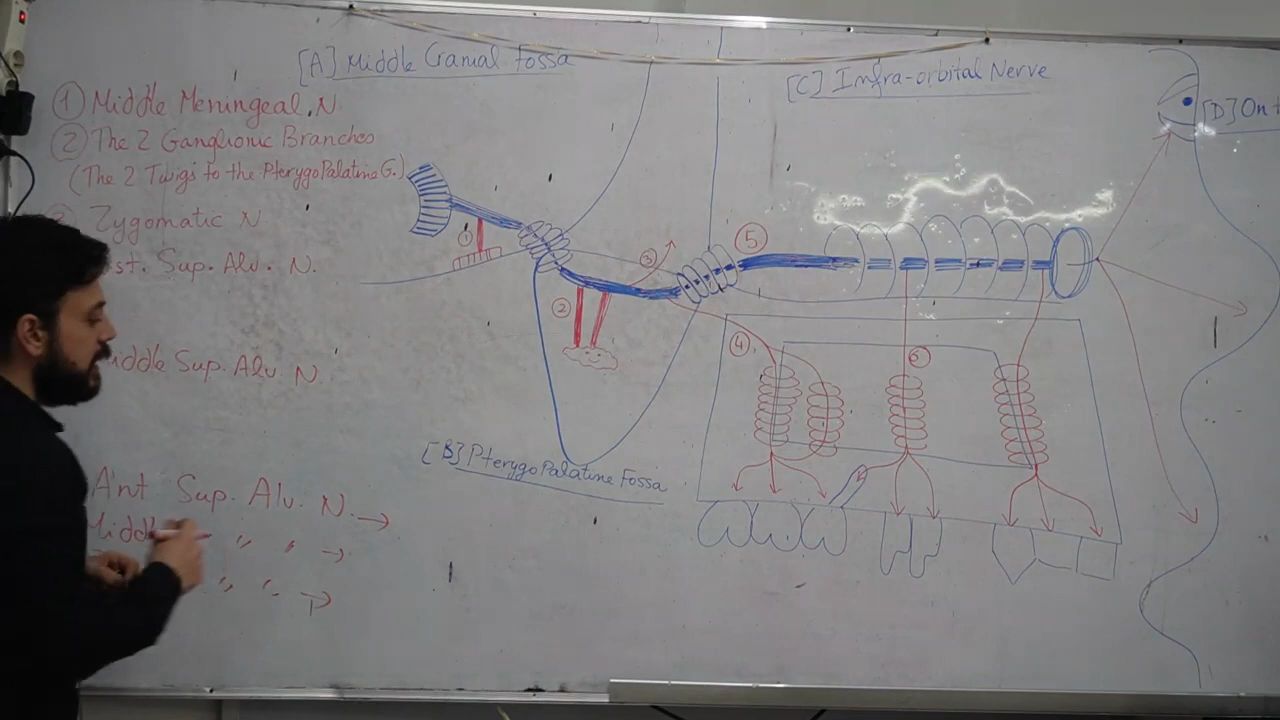 [A] Middle Cranial Fossa
[C] Infra-orbital Nerve
[D] On
① Middle Meningeal. N
② The 2 Ganglionic Branches
(The 2 Twigs to the PterygoPalatine G.)
Zygomatic N
st. Sup. Alv. N.
iddle Sup. Alv. N
Ant Sup. Alv. N. →
Middle " " " →
" " →
①
②
③
④
⑤
⑥
[B] PterygoPalatine Fossa